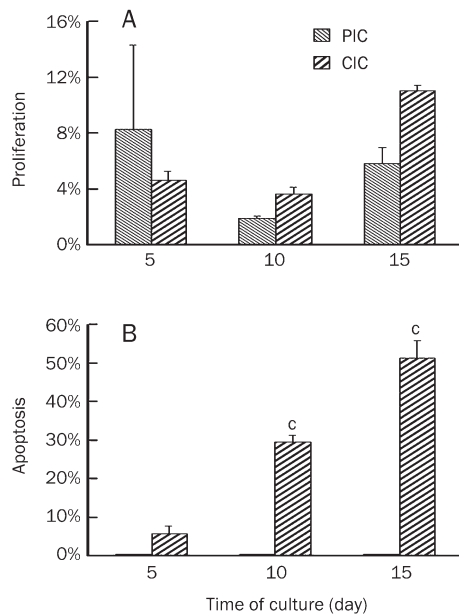 A
16%
PIC
CIC
12%
8%
4%
0%
Proliferation
5
10
15
B
60%
50%
40%
30%
20%
10%
0%
Apoptosis
c
c
5
10
15
Time of culture (day)